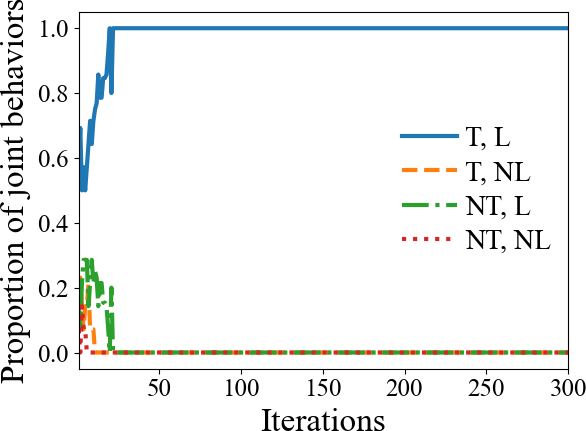 Proportion of joint behaviors
1.0
0.8
0.6
0.4
0.2
0.0
T, L
T, NL
NT, L
NT, NL
50
100
150
200
250
300
Iterations